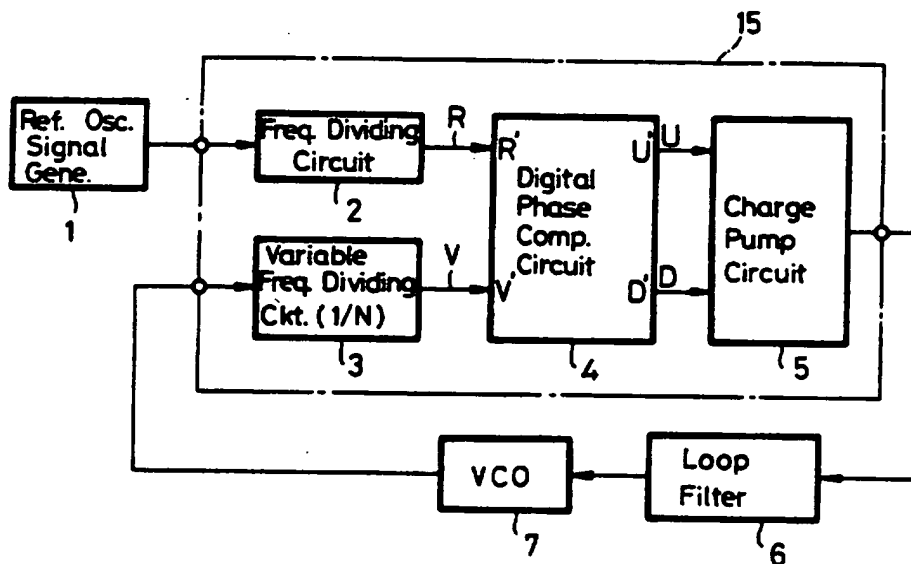 15
Ref. Osc.
Signal
Gene.
1
Freq. Dividing
Circuit
2
R
Variable
Freq. Dividing
Ckt. (1/N)
3
V
R'
V'
Digital
Phase
Comp.
Circuit
U'
D'
4
U
D
Charge
Pump
Circuit
5
Loop
Filter
6
VCO
7